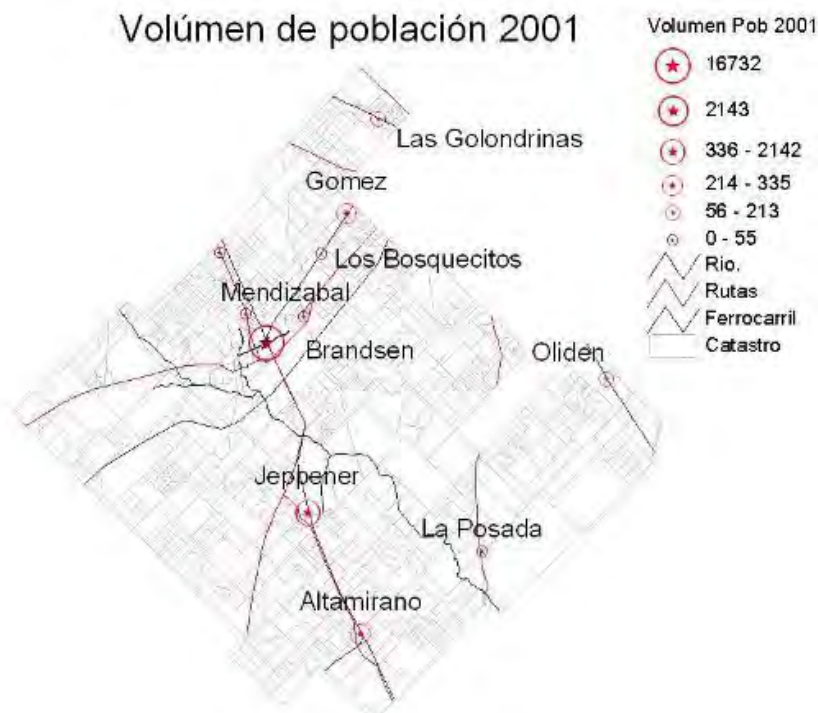 Volúmen de población 2001
Volumen Pob 2001
16732
2143
336 - 2142
214 - 335
56 - 213
0 - 55
Rio.
Rutas
Ferrocarril
Catastro
Las Golondrinas
Gomez
Los Bosquecitos
Mendizabal
Brandsen
Oliden
Jeppener
La Posada
Altamirano